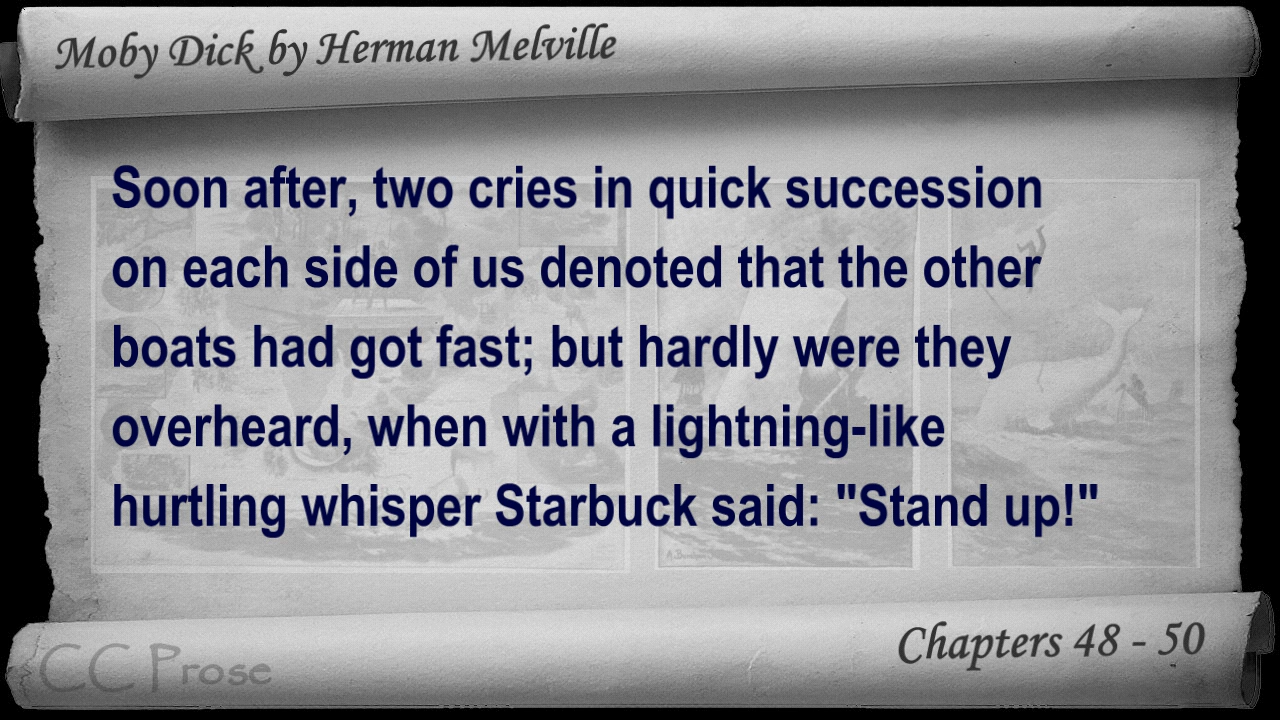 Moby Dick by Herman Melville
Soon after, two cries in quick succession
on each side of us denoted that the other
boats had got fast; but hardly were they
overheard, when with a lightning-like
hurtling whisper Starbuck said: "Stand up!"
Chapters 48 - 50
CC Prose